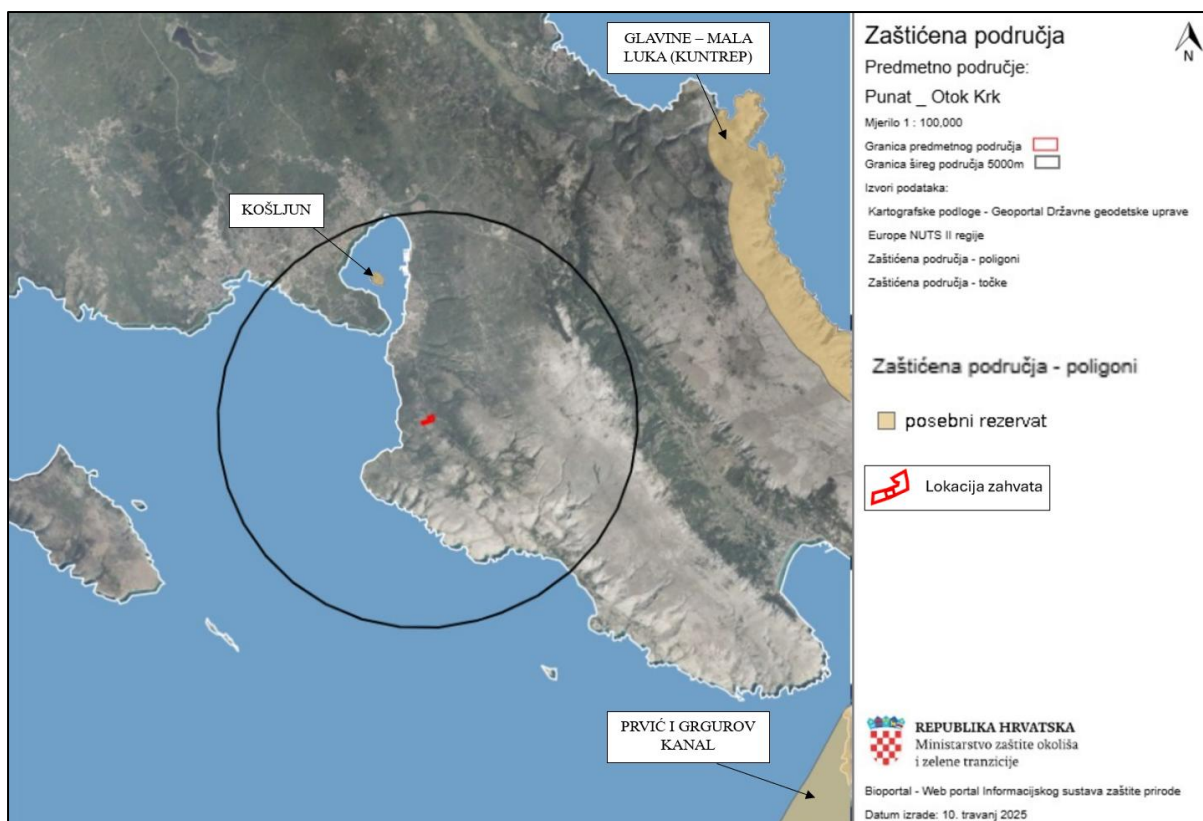 GLAVINE – MALA
LUKA (KUNTREP)
KOŠLJUN
PRVIĆ I GRGUROV
KANAL
Zaštićena područja
N
Predmetno područje:
Punat _ Otok Krk
Mjerilo 1 : 100,000
Granica predmetnog područja
Granica šireg područja 5000m
Izvori podataka:
Kartografske podloge - Geoportal Državne geodetske uprave
Europe NUTS II regije
Zaštićena područja - poligoni
Zaštićena područja - točke
Zaštićena područja - poligoni
posebni rezervat
Lokacija zahvata
REPUBLIKA HRVATSKA
Ministarstvo zaštite okoliša
i zelene tranzicije
Bioportal - Web portal Informacijskog sustava zaštite prirode
Datum izrade: 10. travanj 2025